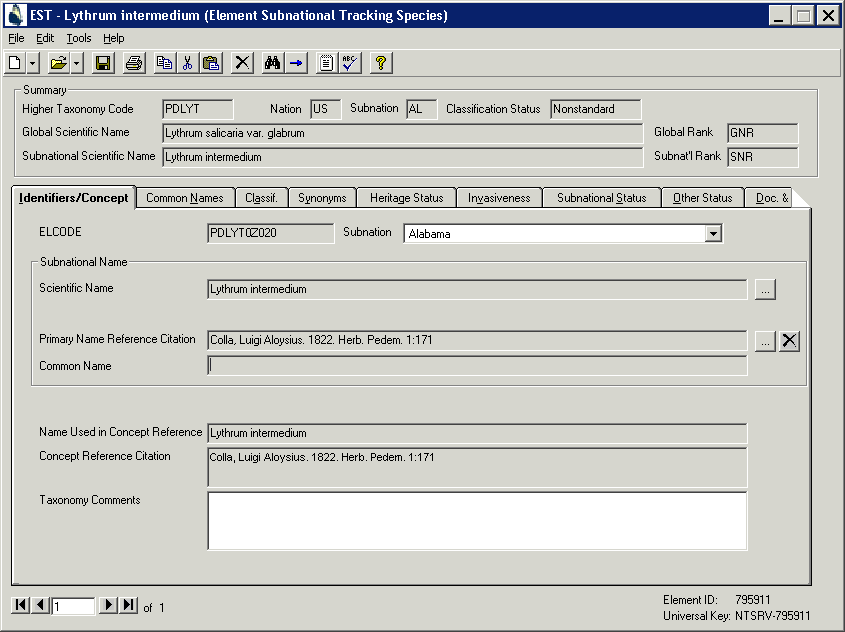 EST - Lythrum intermedium (Element Subnational Tracking Species)
File Edit Tools Help
ABC ?
Summary
Higher Taxonomy Code PDLYT Nation US Subnation AL Classification Status Nonstandard
Global Scientific Name Lythrum salicaria var. glabrum Global Rank GNR
Subnational Scientific Name Lythrum intermedium Subnat'l Rank SNR
Identifiers/Concept Common Names Classif. Synonyms Heritage Status Invasiveness Subnational Status Other Status Doc. &
ELCODE PDLYT0Z020 Subnation Alabama
Subnational Name
Scientific Name Lythrum intermedium ...
Primary Name Reference Citation Colla, Luigi Aloysius. 1822. Herb. Pedem. 1:171 ...
Common Name
Name Used in Concept Reference Lythrum intermedium
Concept Reference Citation Colla, Luigi Aloysius. 1822. Herb. Pedem. 1:171
Taxonomy Comments
1 of 1
Element ID: 795911
Universal Key: NTSRV-795911